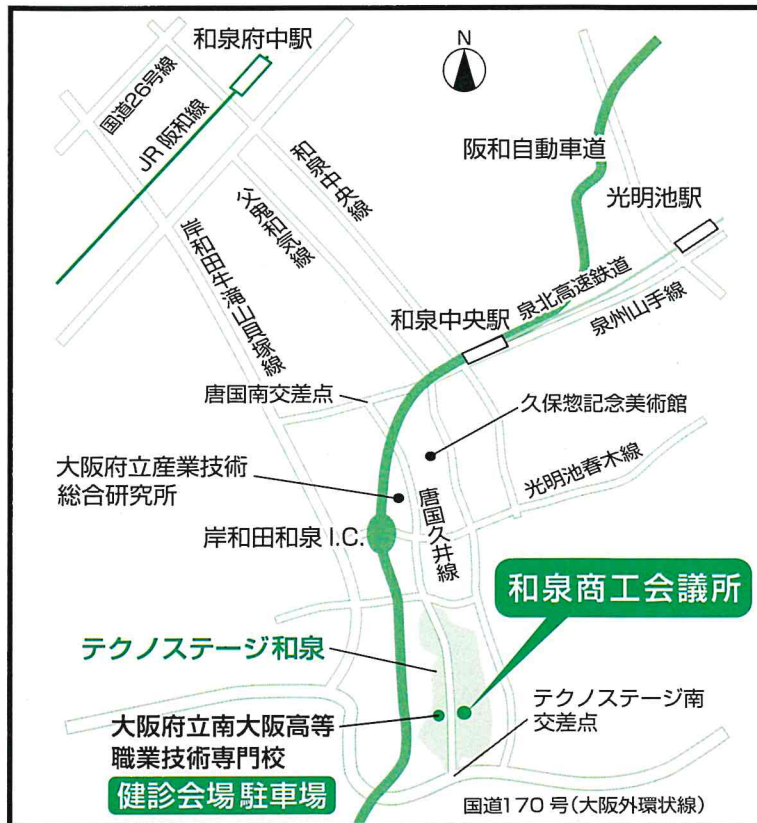 和泉府中駅
N
国道26号線
JR 阪和線
和泉中央線
父鬼和気線
岸和田牛滝山貝塚線
阪和自動車道
光明池駅
泉北高速鉄道
和泉中央駅
泉州山手線
唐国南交差点
久保惣記念美術館
大阪府立産業技術
総合研究所
光明池春木線
唐国久井線
岸和田和泉 I.C.
和泉商工会議所
テクノステージ和泉
テクノステージ南
交差点
大阪府立南大阪高等
職業技術専門校
健診会場 駐車場
国道170 号(大阪外環状線)